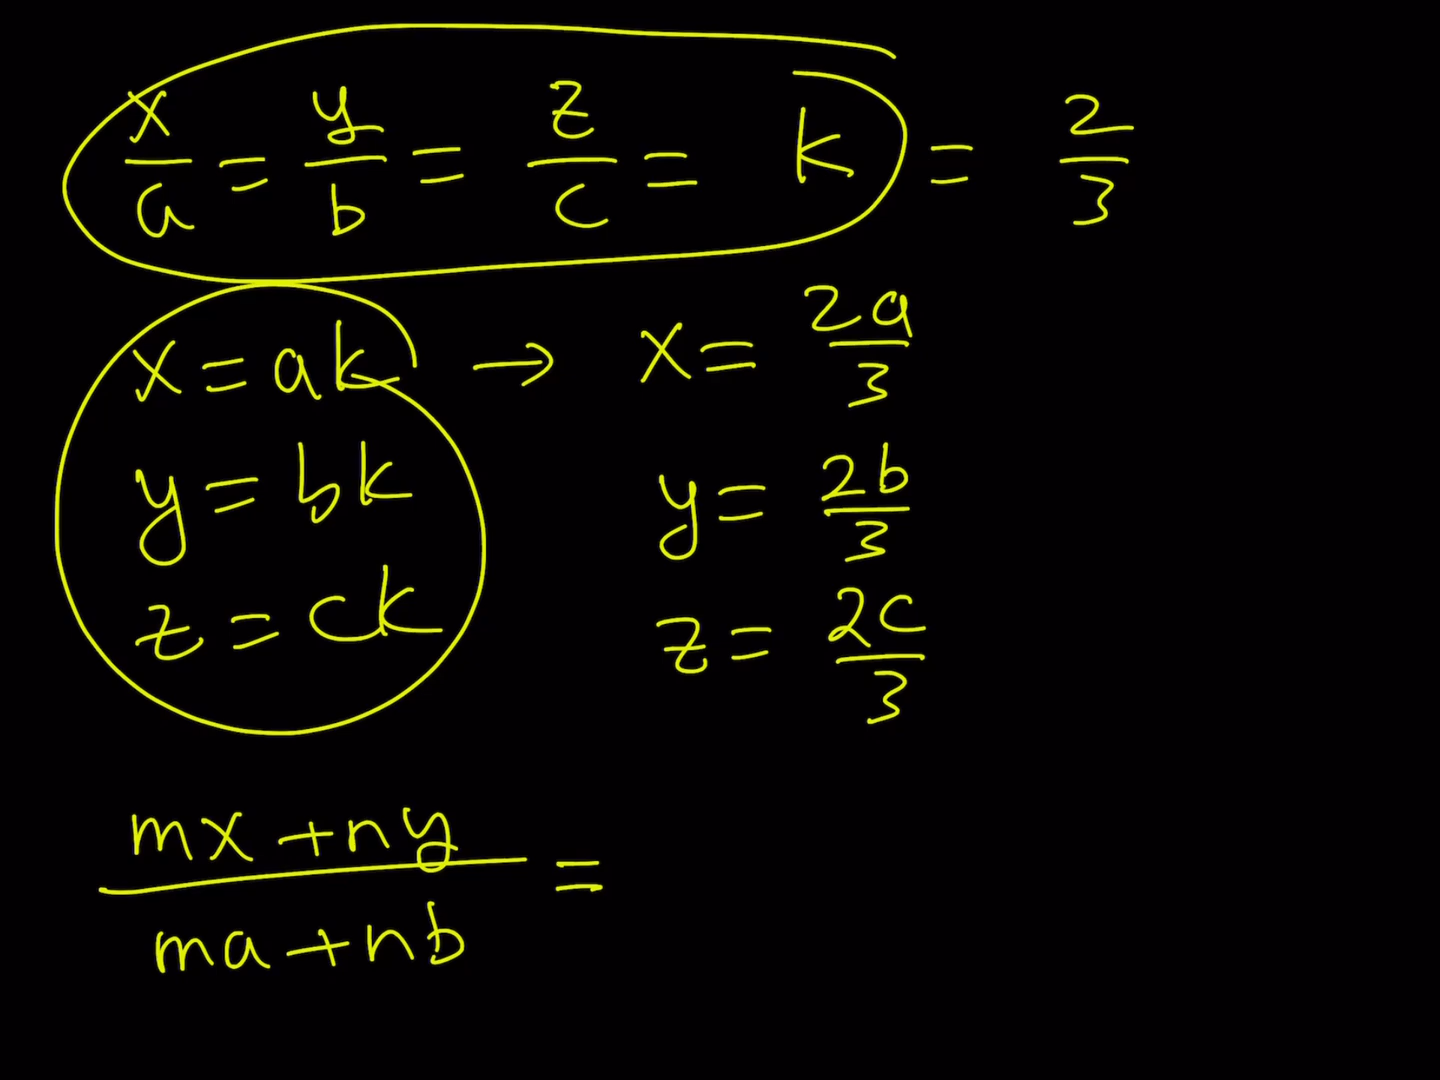 x/a = y/b = z/c = k = 2/3
x = ak → x = 2a/3
y = bk y = 2b/3
z = ck z = 2c/3
mx + ny / ma + nb =